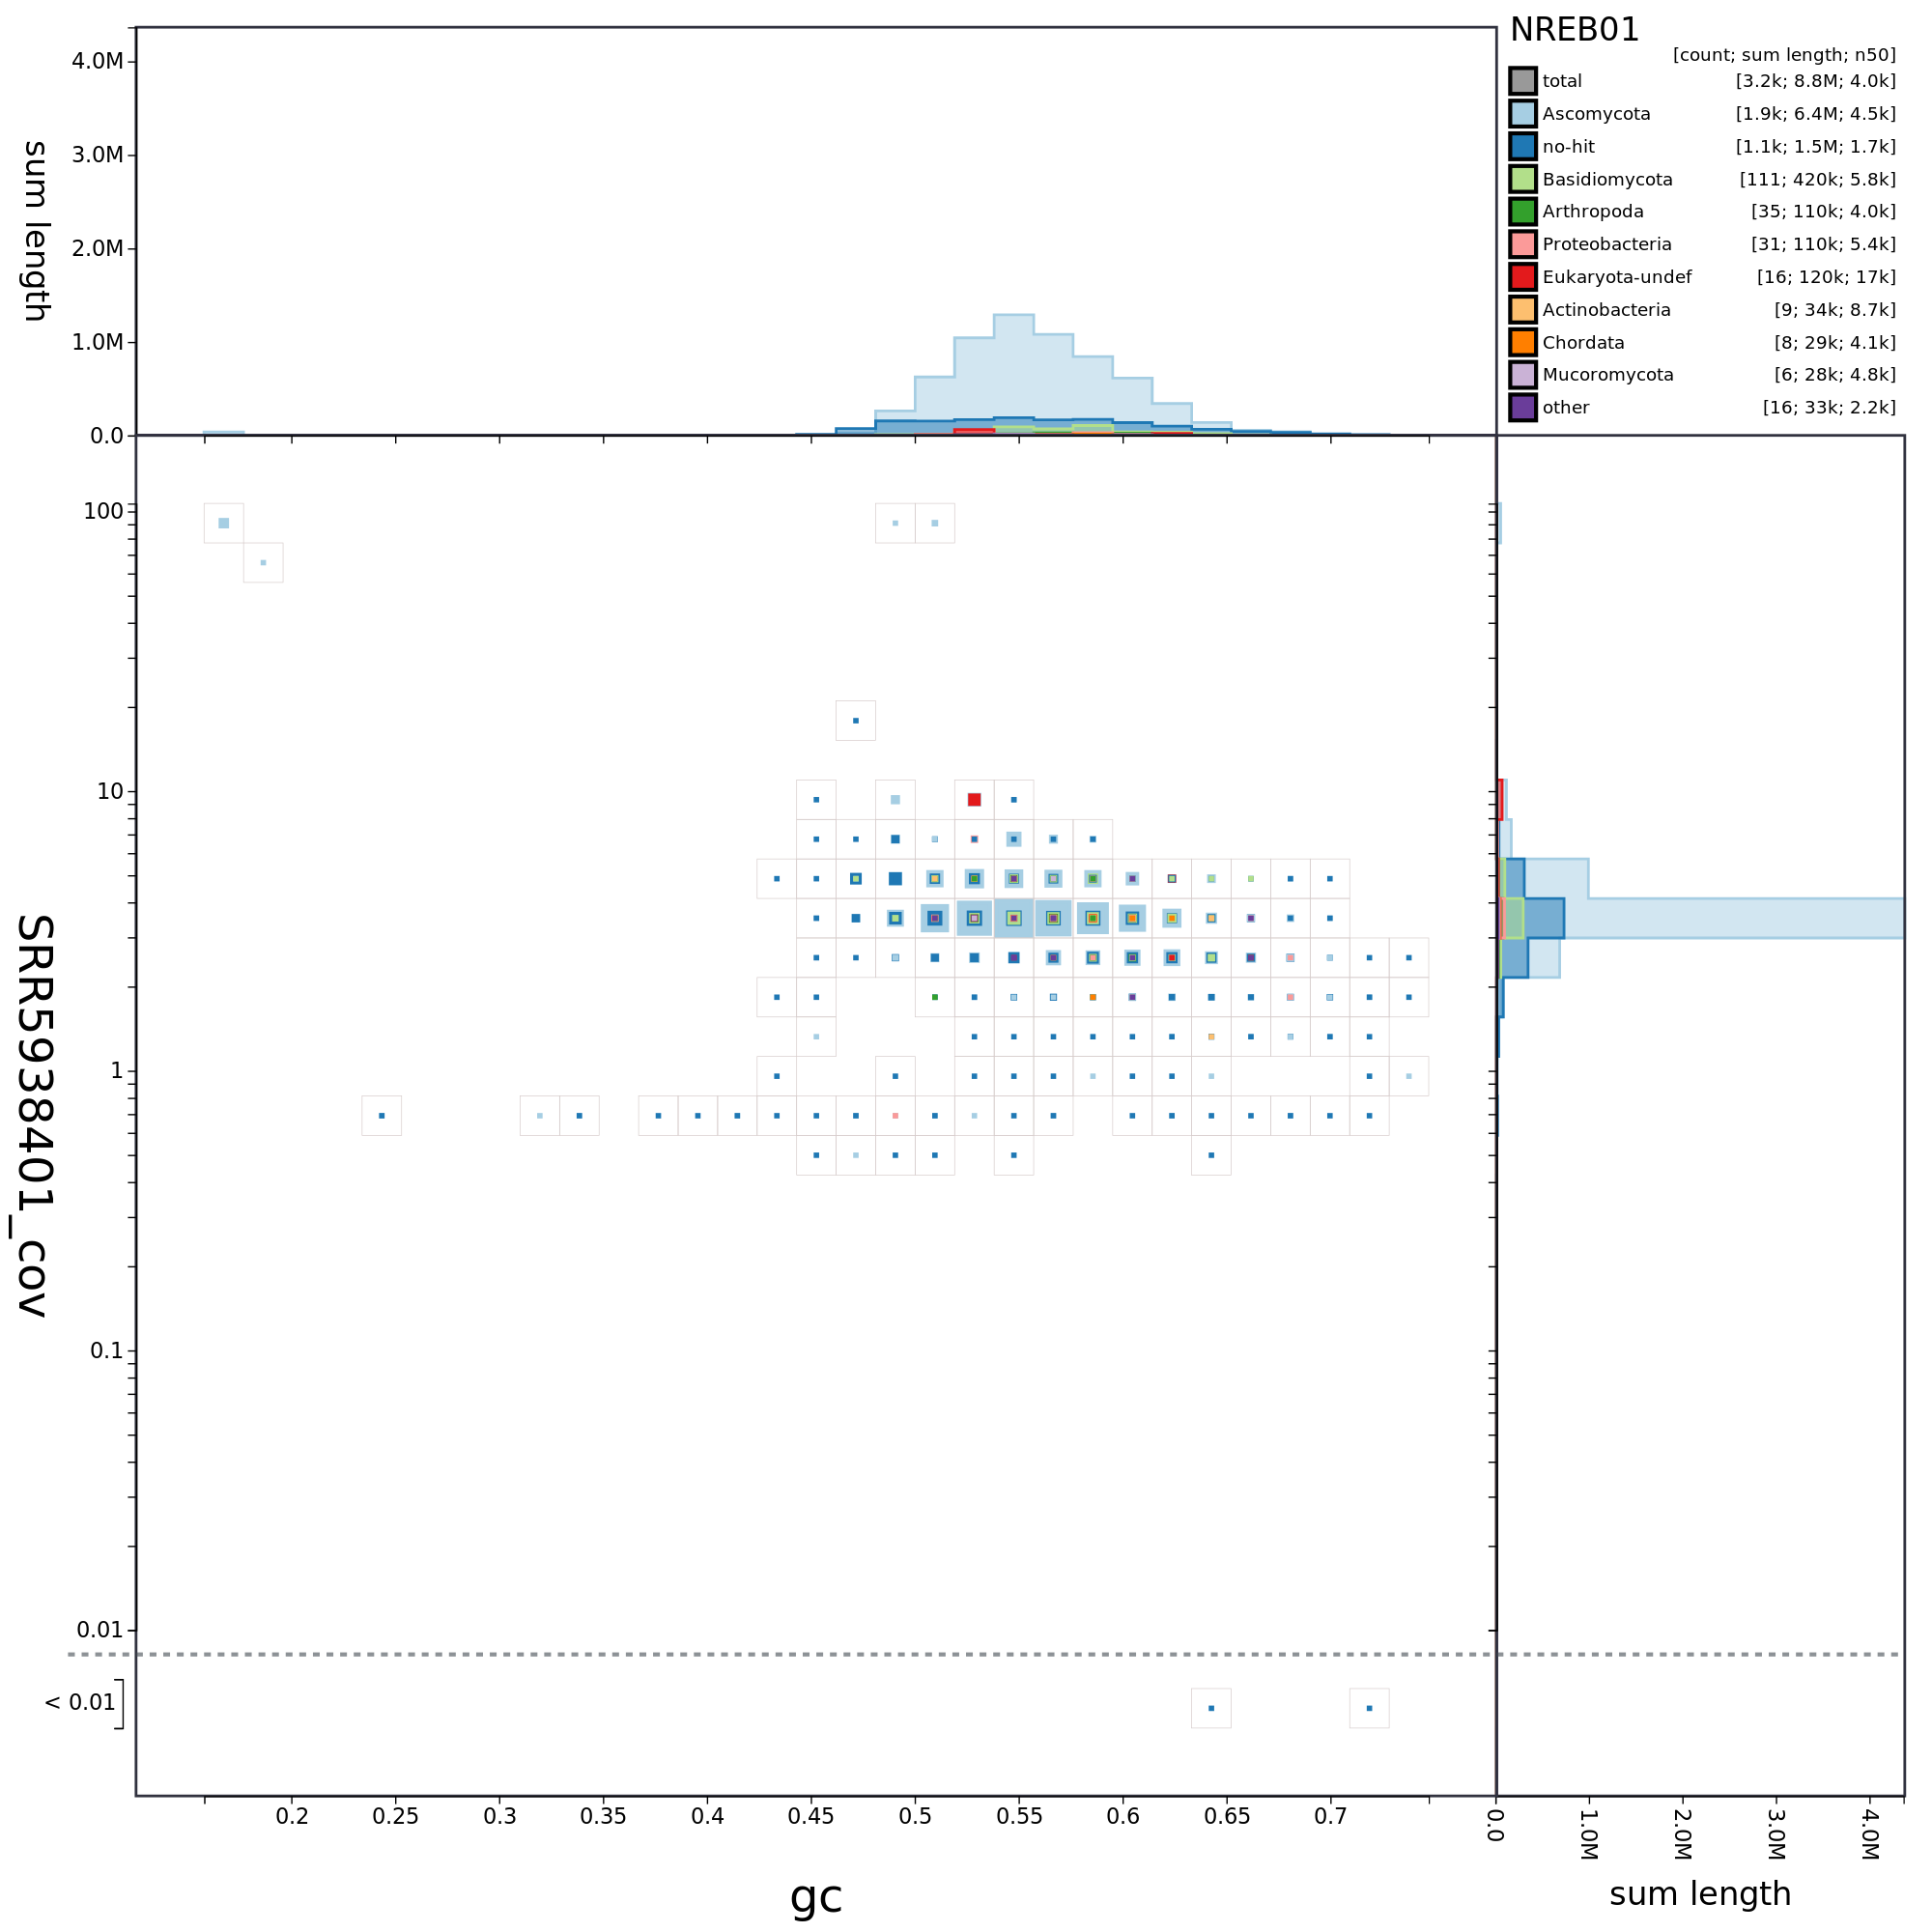 NREB01
[count; sum length; n50]
total [3.2k; 8.8M; 4.0k]
Ascomycota [1.9k; 6.4M; 4.5k]
no-hit [1.1k; 1.5M; 1.7k]
Basidiomycota [111; 420k; 5.8k]
Arthropoda [35; 110k; 4.0k]
Proteobacteria [31; 110k; 5.4k]
Eukaryota-undef [16; 120k; 17k]
Actinobacteria [9; 34k; 8.7k]
Chordata [8; 29k; 4.1k]
Mucoromycota [6; 28k; 4.8k]
other [16; 33k; 2.2k]
sum length
4.0M
3.0M
2.0M
1.0M
0.0
SRR5938401_cov
100
10
1
0.1
0.01
< 0.01
0.2 0.25 0.3 0.35 0.4 0.45 0.5 0.55 0.6 0.65 0.7
gc
0.0 1.0M 2.0M 3.0M 4.0M
sum length